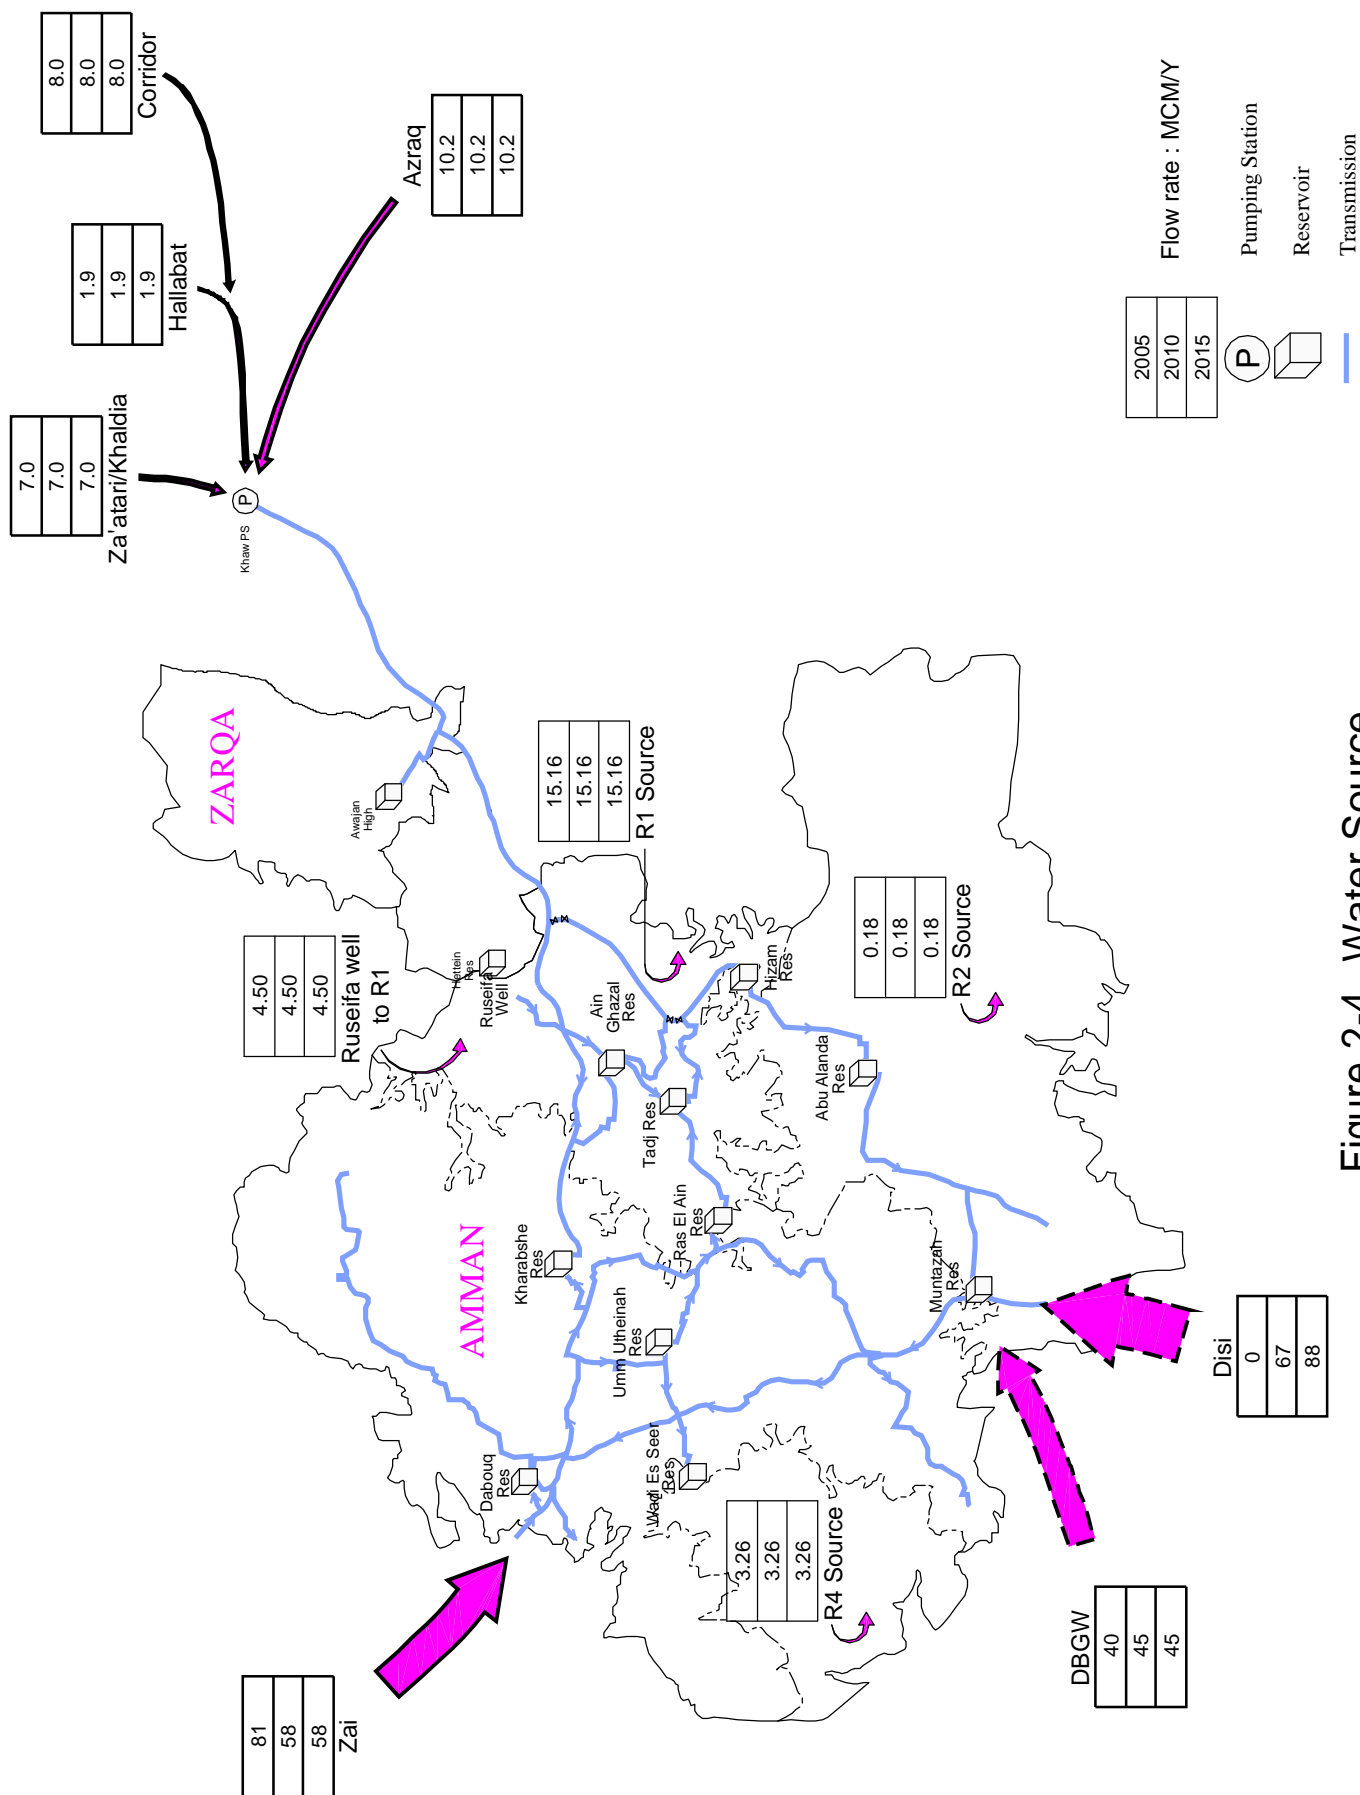 81
58
58
Zai
DBGW
40
45
45
Disi
0
67
88
3.26
3.26
3.26
R4 Source
Dabouq
Res
Wadi Es Seer
Res
Umm Utheinah
Res
Kharabshe
Res
AMMAN
Ras El Ain
Res
Muntazah
Res
Tadj Res
Abu Alanda
Res
Ain
Ghazal
Res
Ruseifa
Well
Hettein
Res
Hizam
Res
4.50
4.50
4.50
Ruseifa well
to R1
0.18
0.18
0.18
R2 Source
15.16
15.16
15.16
R1 Source
Awajan
High
ZARQA
Khaw PS
P
7.0
7.0
7.0
Za'atari/Khaldia
1.9
1.9
1.9
Hallabat
8.0
8.0
8.0
Corridor
Azraq
10.2
10.2
10.2
2005
2010
2015
Flow rate : MCM/Y
P
Pumping Station
Reservoir
Transmission
Figure 2-4 Water Source